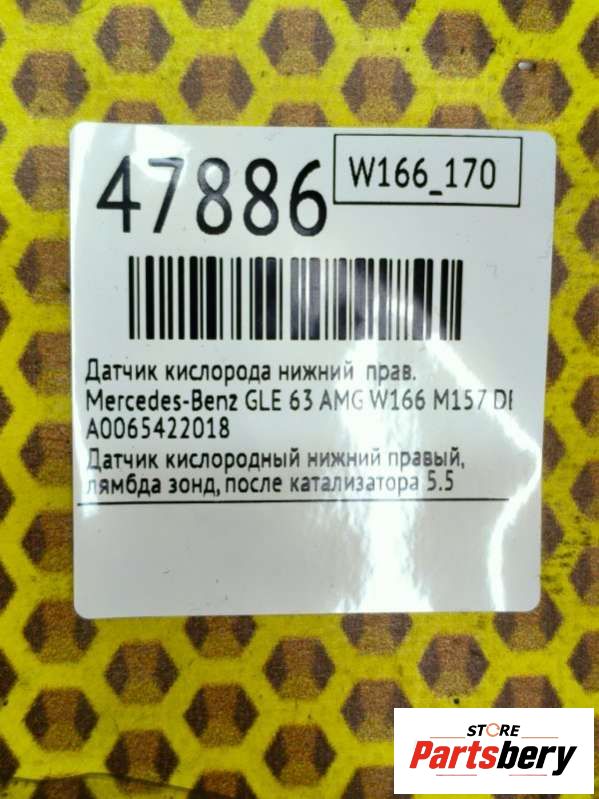 47886
W166_170
Датчик кислорода нижний прав.
Mercedes-Benz GLE 63 AMG W166 M157 DE
A0065422018
Датчик кислородный нижний правый,
лямбда зонд, после катализатора 5.5
STORE
Partsbery